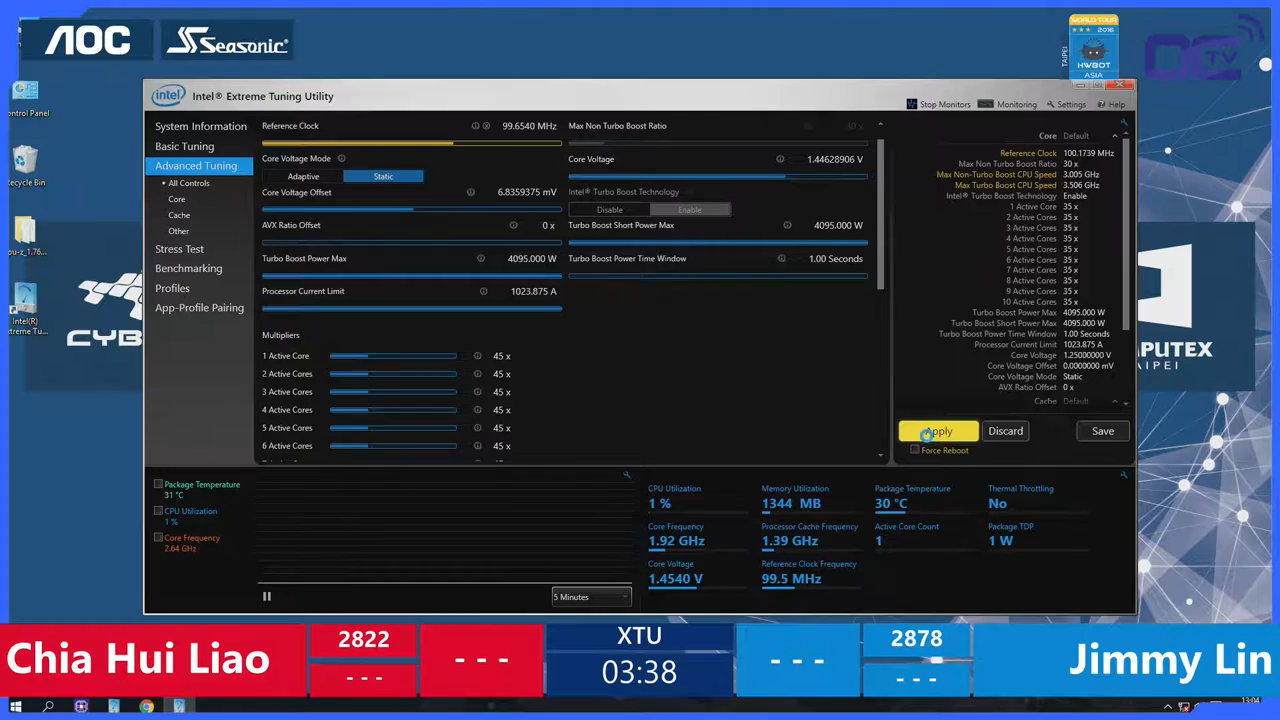 AOC
Seasonic
WORLD TOUR
2016
TAIPEI
HWBOT
ASIA
OC
TV
Control Panel
Recycle Bin
CYB
PUTEX
AIPEI
intel
Intel® Extreme Tuning Utility
Stop Monitors
Monitoring
Settings
Help
System Information
Basic Tuning
Advanced Tuning
• All Controls
Core
Cache
Other
Stress Test
Benchmarking
Profiles
App-Profile Pairing
Reference Clock 99.6540 MHz
Core Voltage Mode
Adaptive Static
Core Voltage Offset 6.8359375 mV
AVX Ratio Offset 0 x
Turbo Boost Power Max 4095.000 W
Processor Current Limit 1023.875 A
Max Non Turbo Boost Ratio 30 x
Core Voltage 1.44628906 V
Intel® Turbo Boost Technology
Disable Enable
Turbo Boost Short Power Max 4095.000 W
Turbo Boost Power Time Window 1.00 Seconds
Multipliers
1 Active Core 45 x
2 Active Cores 45 x
3 Active Cores 45 x
4 Active Cores 45 x
5 Active Cores 45 x
6 Active Cores 45 x
Core Default
Reference Clock 100.1739 MHz
Max Non Turbo Boost Ratio 30 x
Max Non-Turbo Boost CPU Speed 3.005 GHz
Max Turbo Boost CPU Speed 3.506 GHz
Intel® Turbo Boost Technology Enable
1 Active Core 35 x
2 Active Cores 35 x
3 Active Cores 35 x
4 Active Cores 35 x
5 Active Cores 35 x
6 Active Cores 35 x
7 Active Cores 35 x
8 Active Cores 35 x
9 Active Cores 35 x
10 Active Cores 35 x
Turbo Boost Power Max 4095.000 W
Turbo Boost Short Power Max 4095.000 W
Turbo Boost Power Time Window 1.00 Seconds
Processor Current Limit 1023.875 A
Core Voltage 1.25000000 V
Core Voltage Offset 0.0000000 mV
Core Voltage Mode Static
AVX Ratio Offset 0 x
Cache Default
Apply Discard Save
Force Reboot
Package Temperature
31 °C
CPU Utilization
1 %
Core Frequency
2.64 GHz
5 Minutes
CPU Utilization
1 %
Memory Utilization
1344 MB
Package Temperature
30 °C
Thermal Throttling
No
Core Frequency
1.92 GHz
Processor Cache Frequency
1.39 GHz
Active Core Count
1
Package TDP
1 W
Core Voltage
1.4540 V
Reference Clock Frequency
99.5 MHz
Chia Hui Liao
2822
- - -
- - -
XTU
03:38
- - -
2878
- - -
Jimmy Lin
13:04